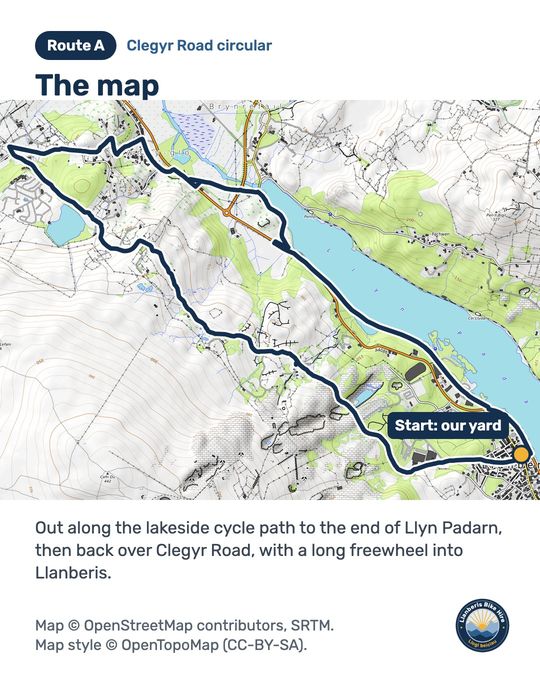 Route A
Clegyr Road circular
The map
Start: our yard
Out along the lakeside cycle path to the end of Llyn Padarn,
then back over Clegyr Road, with a long freewheel into
Llanberis.
Map © OpenStreetMap contributors, SRTM.
Map style © OpenTopoMap (CC-BY-SA).
Llanberis Bike Hire